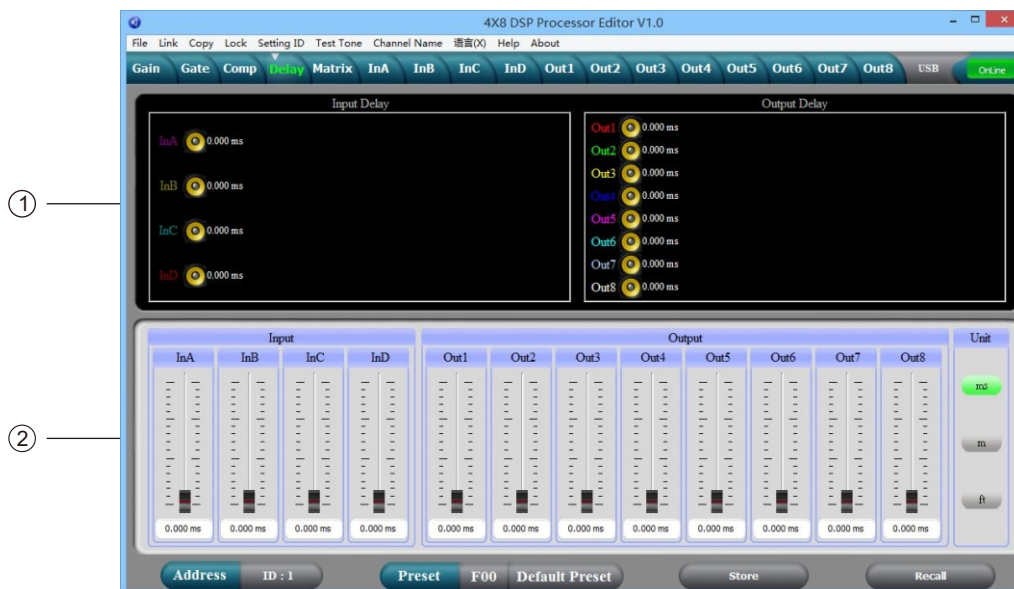 4X8 DSP Processor Editor V1.0
File Link Copy Lock Setting ID Test Tone Channel Name 语言(X) Help About
Gain Gate Comp Delay Matrix InA InB InC InD Out1 Out2 Out3 Out4 Out5 Out6 Out7 Out8 USB OnLine
Input Delay
InA 0.000 ms
InB 0.000 ms
InC 0.000 ms
InD 0.000 ms
Output Delay
Out1 0.000 ms
Out2 0.000 ms
Out3 0.000 ms
Out4 0.000 ms
Out5 0.000 ms
Out6 0.000 ms
Out7 0.000 ms
Out8 0.000 ms
①
②
Input Output Unit
InA InB InC InD Out1 Out2 Out3 Out4 Out5 Out6 Out7 Out8
ms
m
ft
0.000 ms 0.000 ms 0.000 ms 0.000 ms 0.000 ms 0.000 ms 0.000 ms 0.000 ms 0.000 ms 0.000 ms 0.000 ms 0.000 ms
Address ID : 1 Preset F00 Default Preset Store Recall